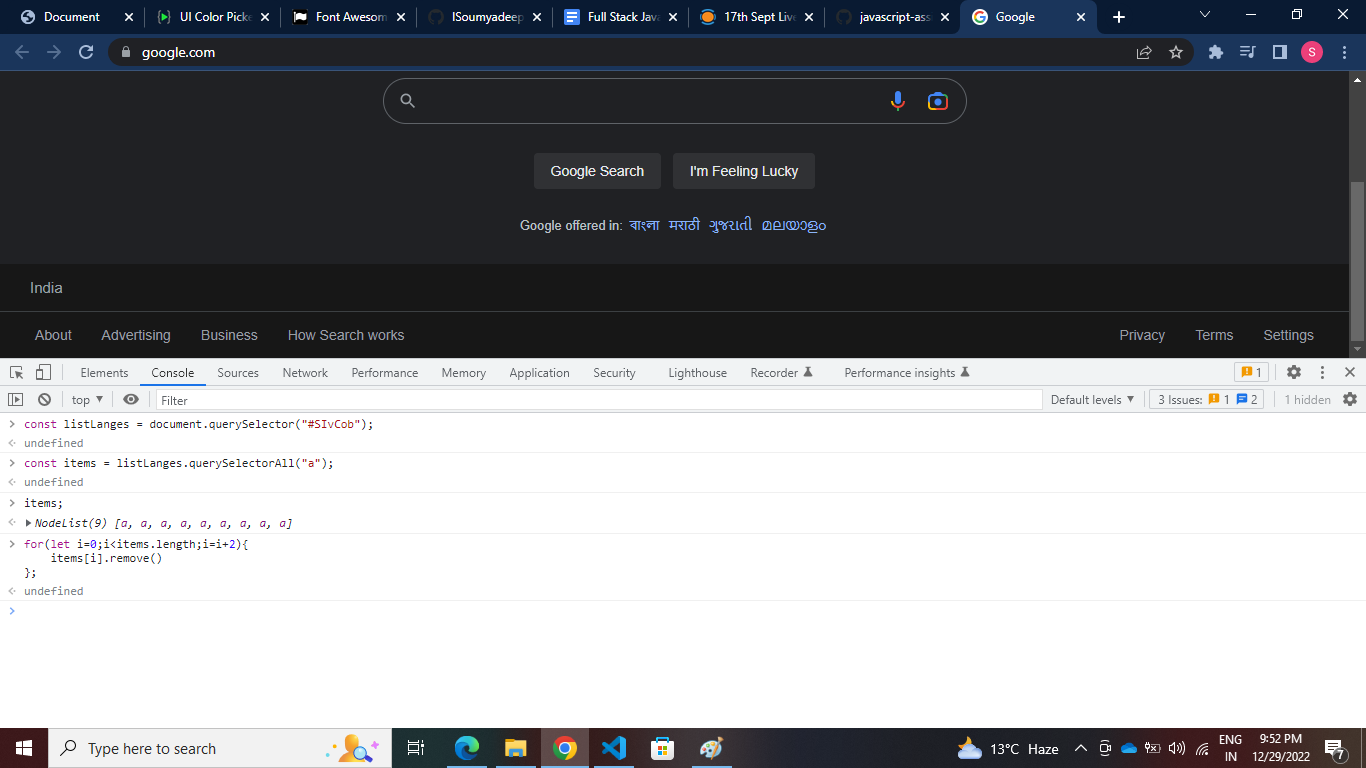 Document
UI Color Picke
Font Awesom
ISoumyadeep
Full Stack Java
17th Sept Live
javascript-ass
Google
google.com
S
Google Search
I'm Feeling Lucky
Google offered in: বাংলা मराठी ગુજરાતી മലയാളം
India
About
Advertising
Business
How Search works
Privacy
Terms
Settings
Elements
Console
Sources
Network
Performance
Memory
Application
Security
Lighthouse
Recorder
Performance insights
1
top
Filter
Default levels
3 Issues: 1 2
1 hidden
const listLanges = document.querySelector("#SIvCob");
undefined
const items = listLanges.querySelectorAll("a");
undefined
items;
NodeList(9) [a, a, a, a, a, a, a, a, a]
for(let i=0;i<items.length;i=i+2){
items[i].remove()
};
undefined
Type here to search
13°C Haze
ENG
IN
9:52 PM
12/29/2022
7